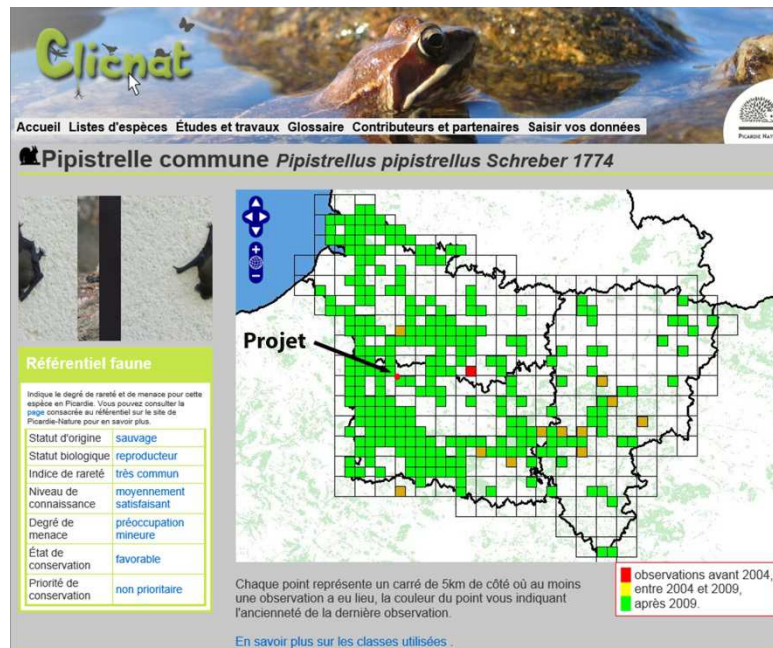 Clicnat
Accueil Listes d'espèces Études et travaux Glossaire Contributeurs et partenaires Saisir vos données
PICARDIE NAT
Pipistrelle commune Pipistrellus pipistrellus Schreber 1774
Projet
Référentiel faune
Indique le degré de rareté et de menace pour cette
espèce en Picardie. Vous pouvez consulter la
page consacrée au référentiel sur le site de
Picardie-Nature pour en savoir plus.
Statut d'origine sauvage
Statut biologique reproducteur
Indice de rareté très commun
Niveau de connaissance moyennement satisfaisant
Degré de menace préoccupation mineure
État de conservation favorable
Priorité de conservation non prioritaire
Chaque point représente un carré de 5km de côté où au moins
une observation a eu lieu, la couleur du point vous indiquant
l'ancienneté de la dernière observation.
En savoir plus sur les classes utilisées .
observations avant 2004,
entre 2004 et 2009,
après 2009.